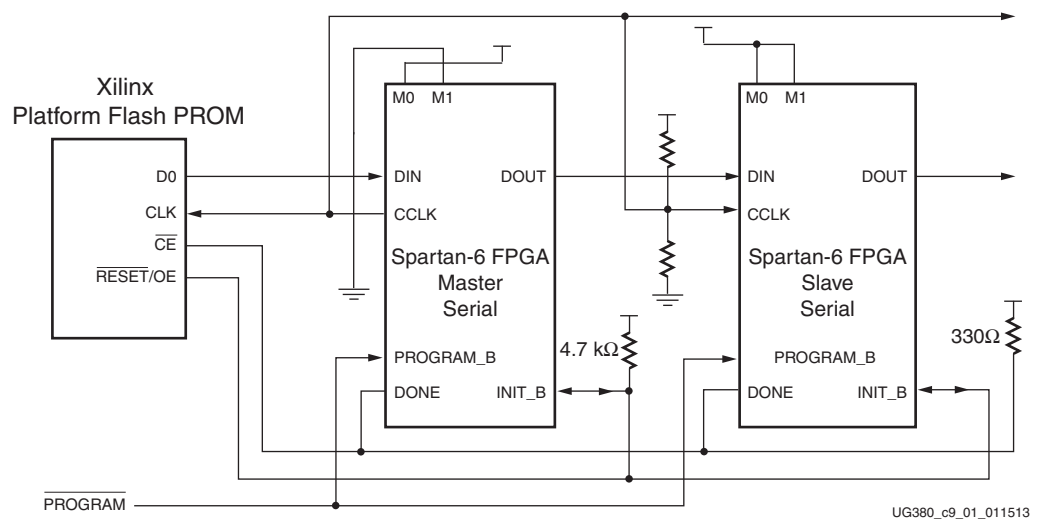 Xilinx
Platform Flash PROM
D0
CLK
CE
RESET/OE
M0 M1
DIN DOUT
CCLK
Spartan-6 FPGA
Master
Serial
PROGRAM_B
DONE INIT_B
4.7 kΩ
M0 M1
DIN DOUT
CCLK
Spartan-6 FPGA
Slave
Serial
PROGRAM_B
DONE INIT_B
330Ω
PROGRAM
UG380_c9_01_011513